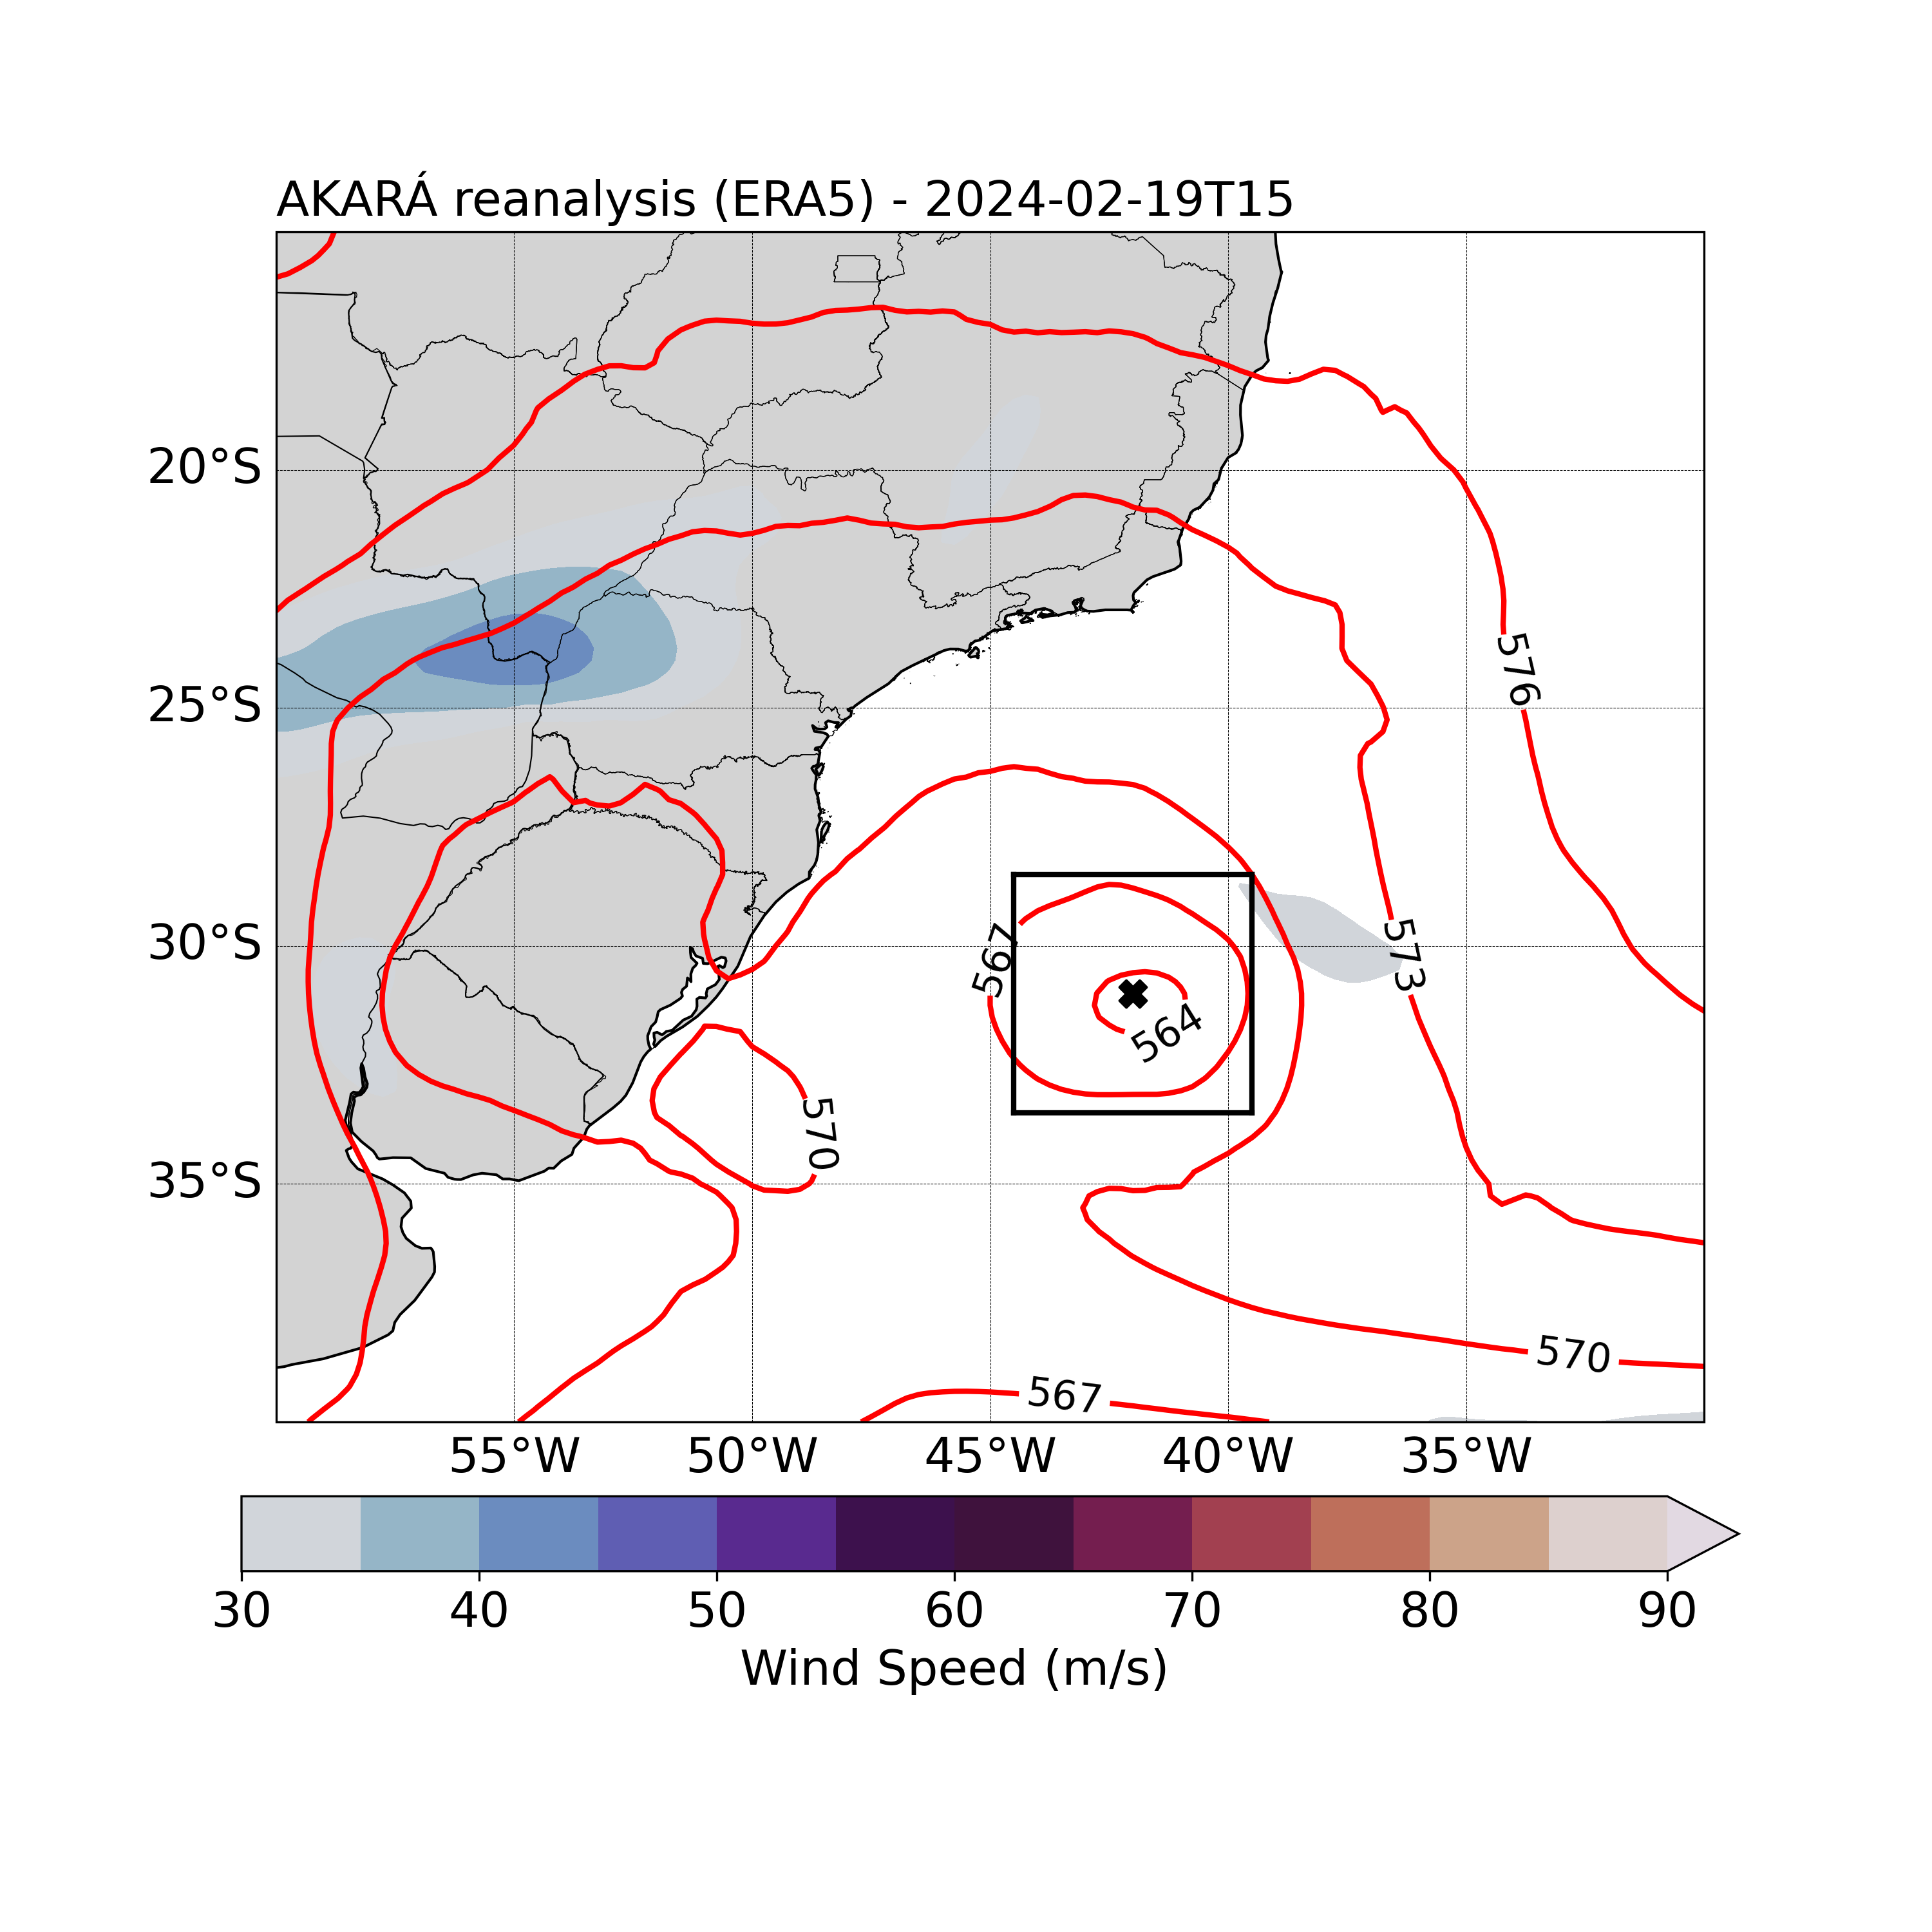 AKARÁ reanalysis (ERA5) - 2024-02-19T15
20°S
576
25°S
30°S
567
573
564
570
35°S
570
567
55°W 50°W 45°W 40°W 35°W
30 40 50 60 70 80 90
Wind Speed (m/s)